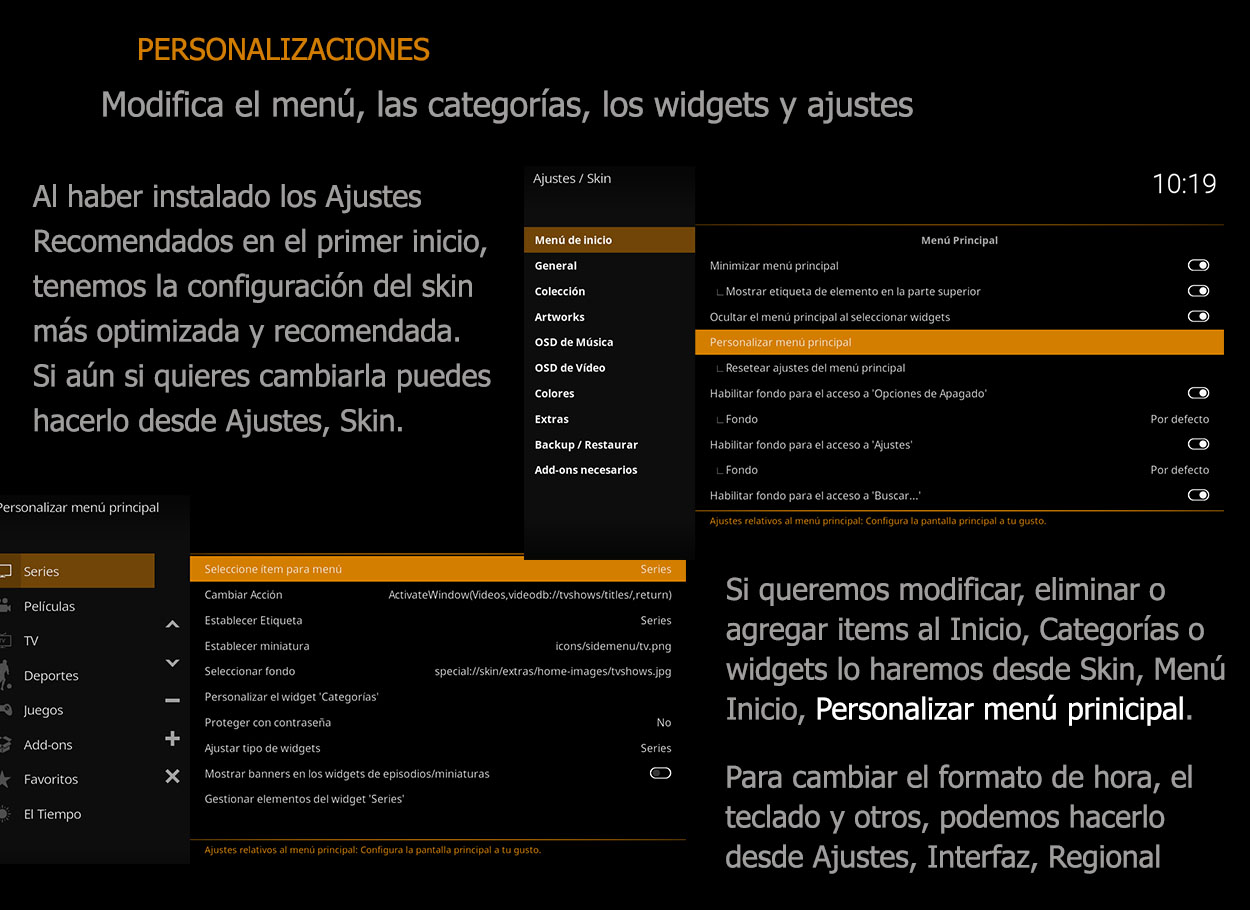 PERSONALIZACIONES
Modifica el menú, las categorías, los widgets y ajustes
Al haber instalado los Ajustes
Recomendados en el primer inicio,
tenemos la configuración del skin
más optimizada y recomendada.
Si aún si quieres cambiarla puedes
hacerlo desde Ajustes, Skin.
Ajustes / Skin
10:19
Menú de inicio
General
Colección
Artworks
OSD de Música
OSD de Vídeo
Colores
Extras
Backup / Restaurar
Add-ons necesarios
Menú Principal
Minimizar menú principal
Mostrar etiqueta de elemento en la parte superior
Ocultar el menú principal al seleccionar widgets
Personalizar menú principal
Resetear ajustes del menú principal
Habilitar fondo para el acceso a 'Opciones de Apagado'
Fondo Por defecto
Habilitar fondo para el acceso a 'Ajustes'
Fondo Por defecto
Habilitar fondo para el acceso a 'Buscar...'
Ajustes relativos al menú principal: Configura la pantalla principal a tu gusto.
Personalizar menú principal
Series
Películas
TV
Deportes
Juegos
Add-ons
Favoritos
El Tiempo
Seleccione ítem para menú Series
Cambiar Acción ActivateWindow(Videos,videodb://tvshows/titles/,return)
Establecer Etiqueta Series
Establecer miniatura icons/sidemenu/tv.png
Seleccionar fondo special://skin/extras/home-images/tvshows.jpg
Personalizar el widget 'Categorías'
Proteger con contraseña No
Ajustar tipo de widgets Series
Mostrar banners en los widgets de episodios/miniaturas
Gestionar elementos del widget 'Series'
Ajustes relativos al menú principal: Configura la pantalla principal a tu gusto.
Si queremos modificar, eliminar o
agregar items al Inicio, Categorías o
widgets lo haremos desde Skin, Menú
Inicio, Personalizar menú prinicipal.
Para cambiar el formato de hora, el
teclado y otros, podemos hacerlo
desde Ajustes, Interfaz, Regional